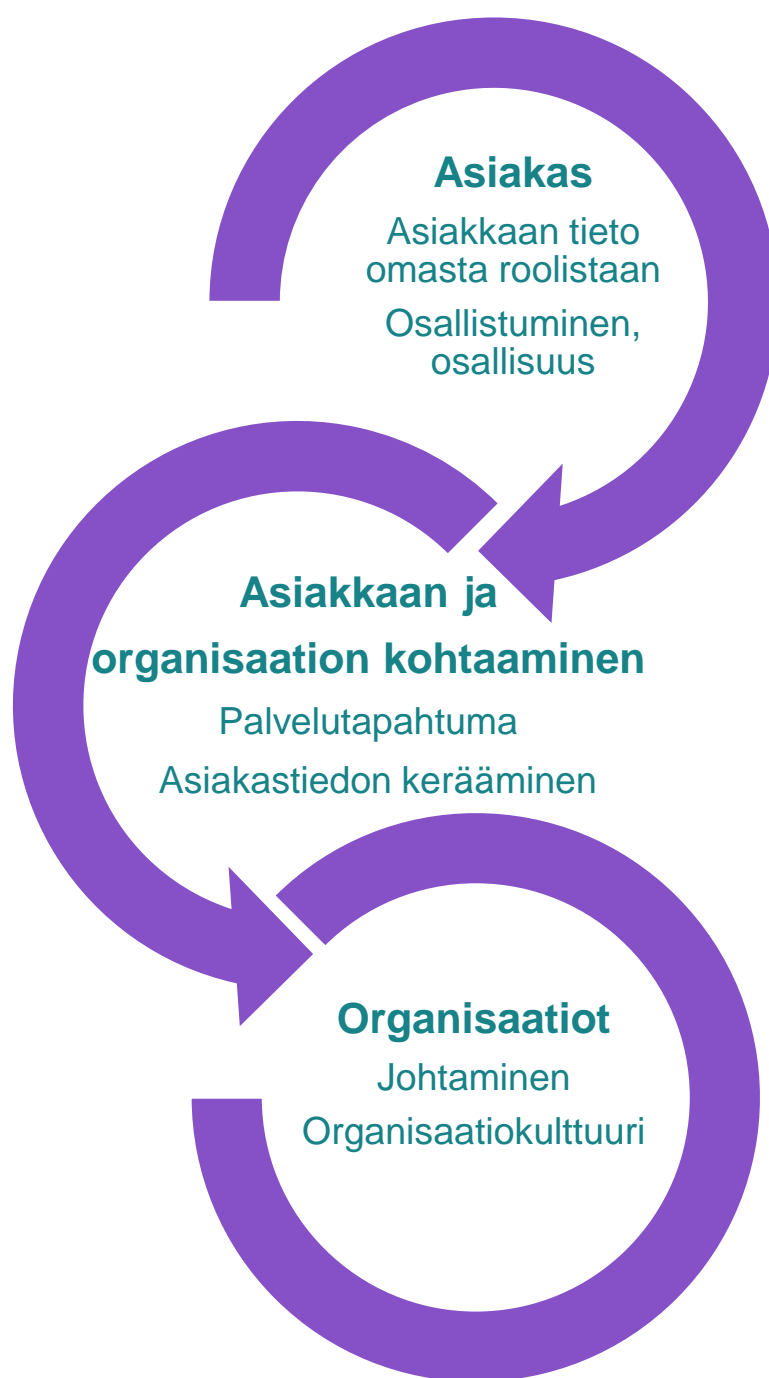 Asiakas
Asiakkaan tieto
omasta roolistaan
Osallistuminen,
osallisuus
Asiakkaan ja
organisaation kohtaaminen
Palvelutapahtuma
Asiakastiedon kerääminen
Organisaatiot
Johtaminen
Organisaatiokulttuuri